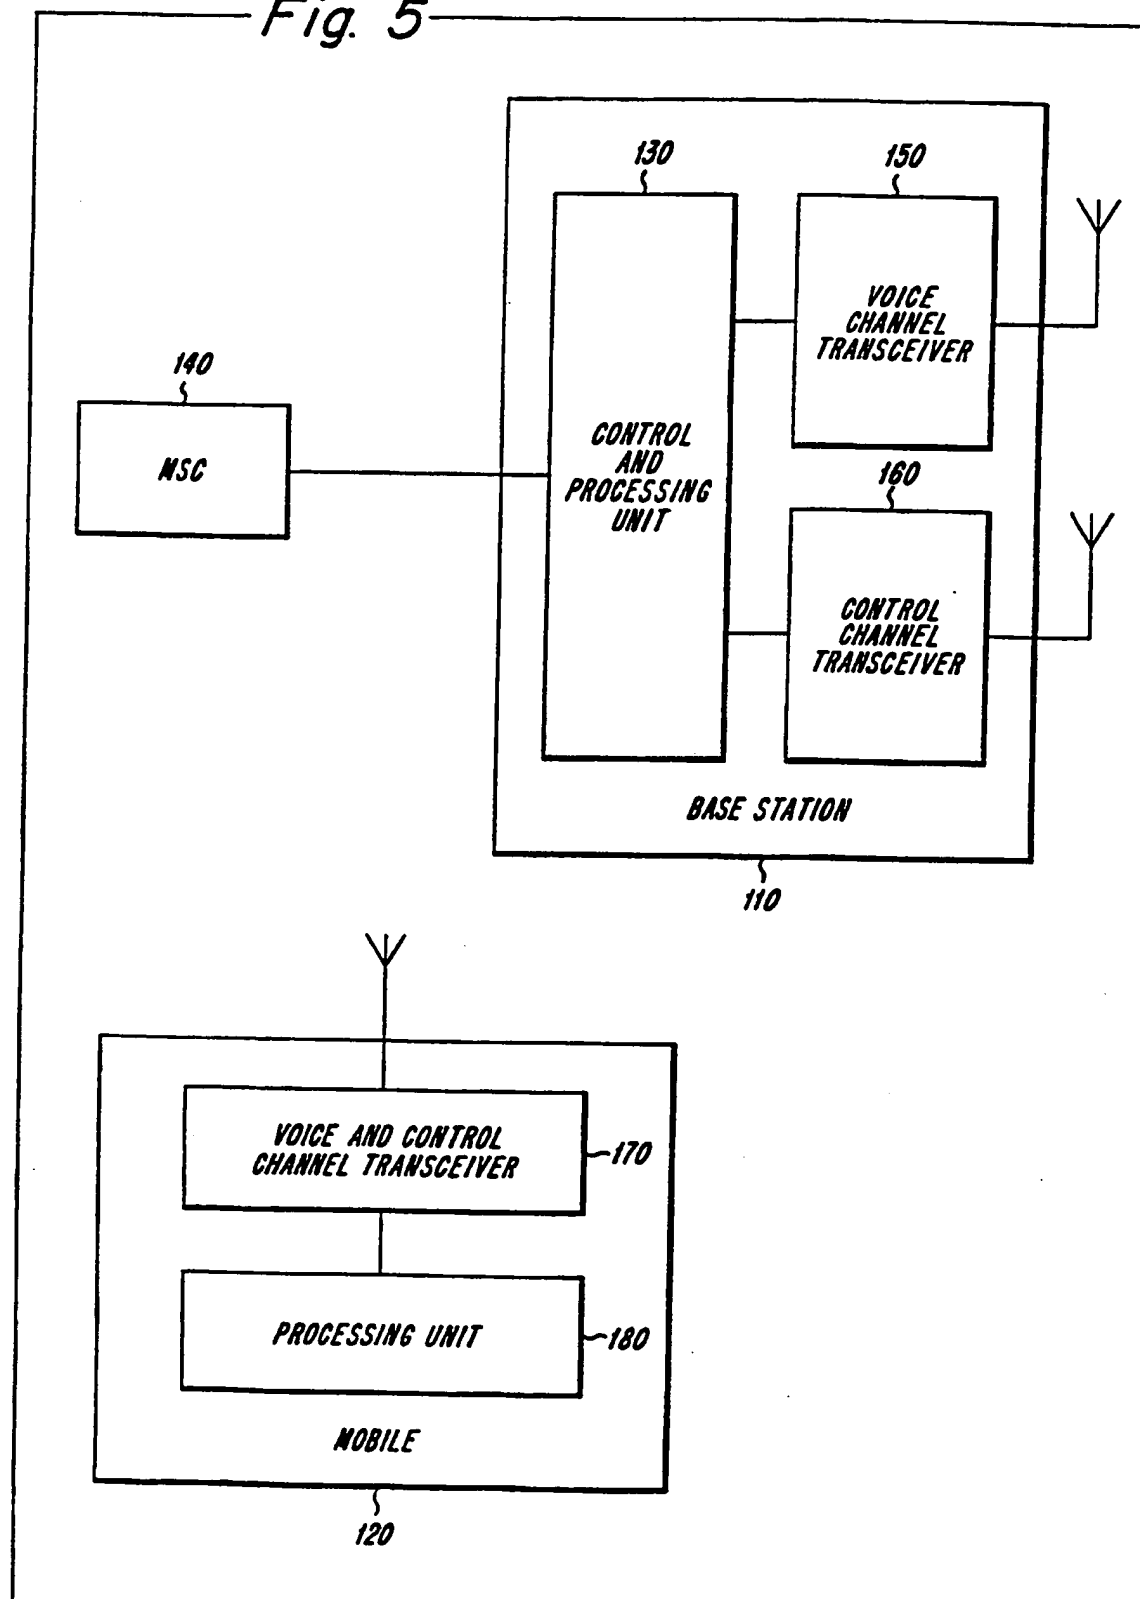 Fig. 5
130
150
VOICE
CHANNEL
TRANSCEIVER
140
MSC
CONTROL
AND
PROCESSING
UNIT
160
CONTROL
CHANNEL
TRANSCEIVER
BASE STATION
110
VOICE AND CONTROL
CHANNEL TRANSCEIVER
170
PROCESSING UNIT
180
MOBILE
120